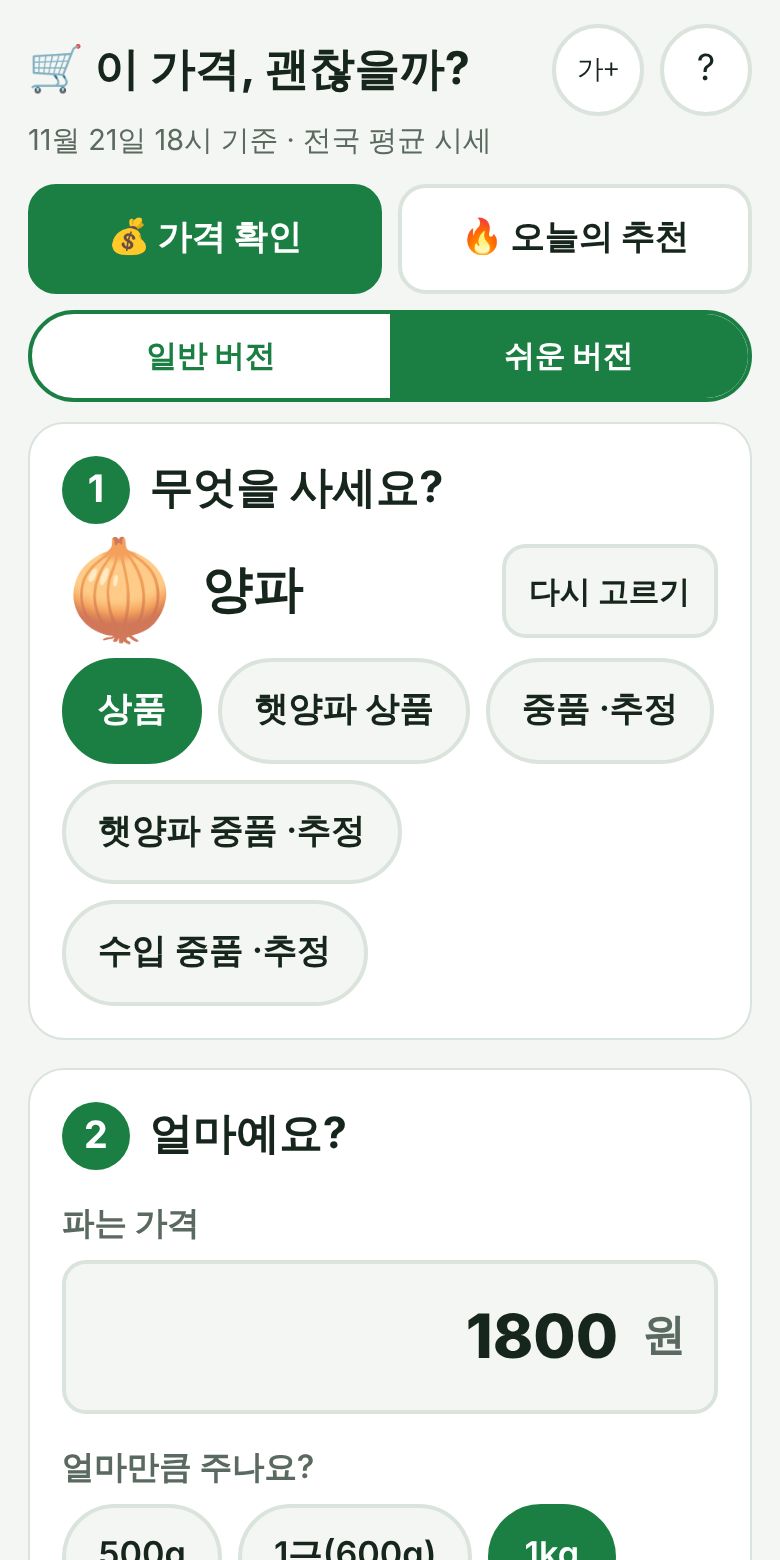 이 가격, 괜찮을까?
가+
?
11월 21일 18시 기준 · 전국 평균 시세
가격 확인
오늘의 추천
일반 버전
쉬운 버전
1 무엇을 사세요?
양파
다시 고르기
상품
햇양파 상품
중품 ·추정
햇양파 중품 ·추정
수입 중품 ·추정
2 얼마예요?
파는 가격
1800 원
얼마만큼 주나요?
500g
1근(600g)
1kg